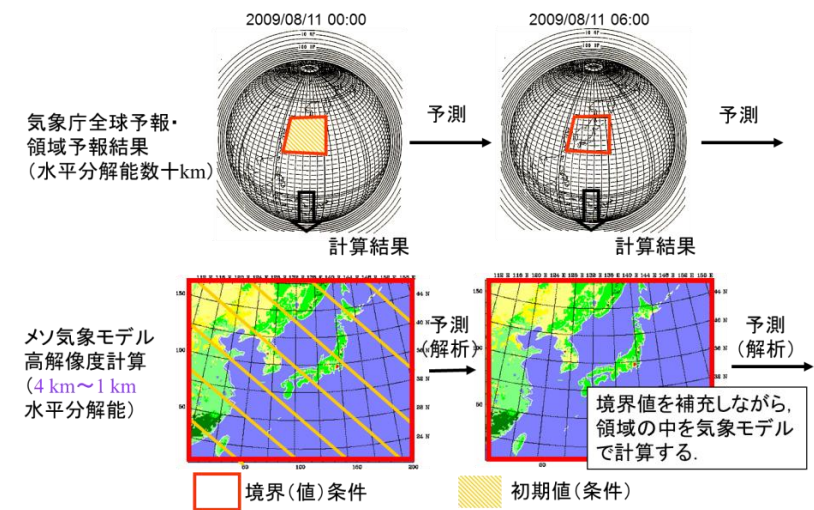 2009/08/11 00:00
2009/08/11 06:00
気象庁全球予報・
領域予報結果
（水平分解能数十km）
予測
予測
計算結果
計算結果
メソ気象モデル
高解像度計算
（4 km～1 km
水平分解能）
予測
（解析）
予測
（解析）
境界値を補充しながら，
領域の中を気象モデル
で計算する．
境界（値）条件
初期値（条件）